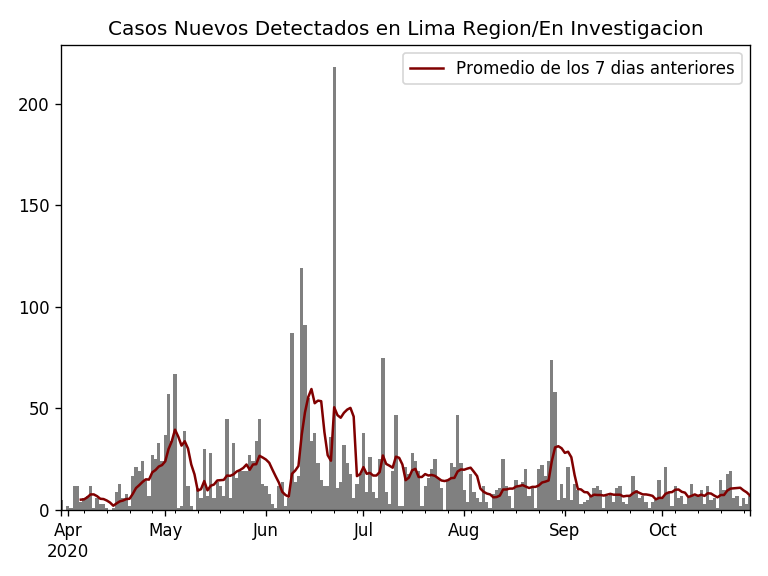 Casos Nuevos Detectados en Lima Region/En Investigacion
Promedio de los 7 dias anteriores
200
150
100
50
0
Apr May Jun Jul Aug Sep Oct
2020